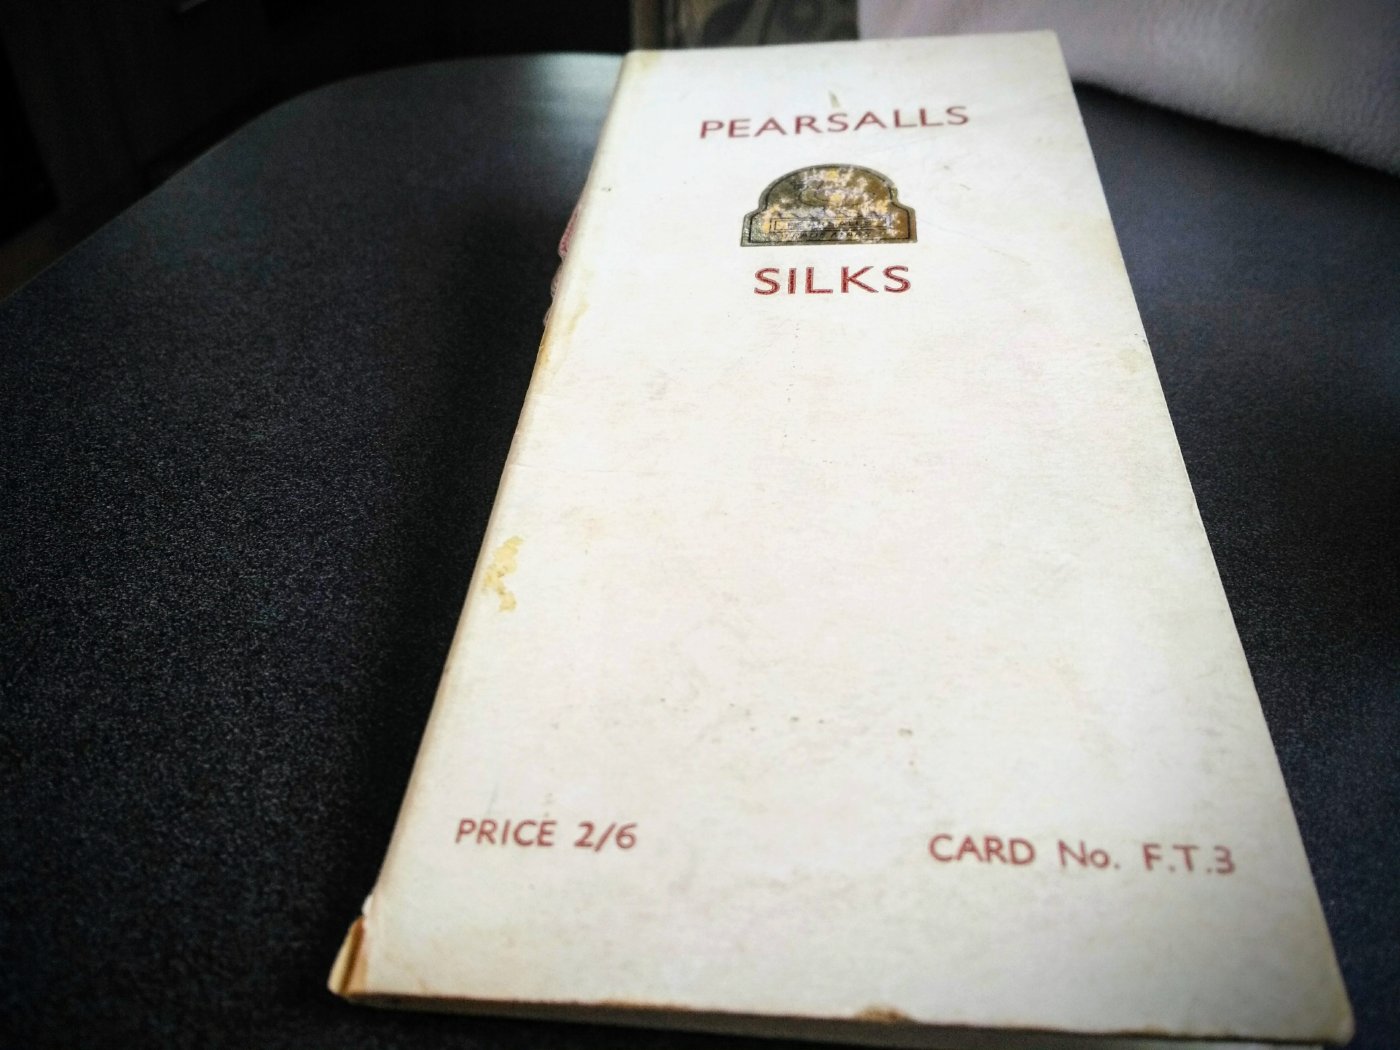 PEARSALLS
SILKS
PRICE 2/6
CARD No. F.T.3